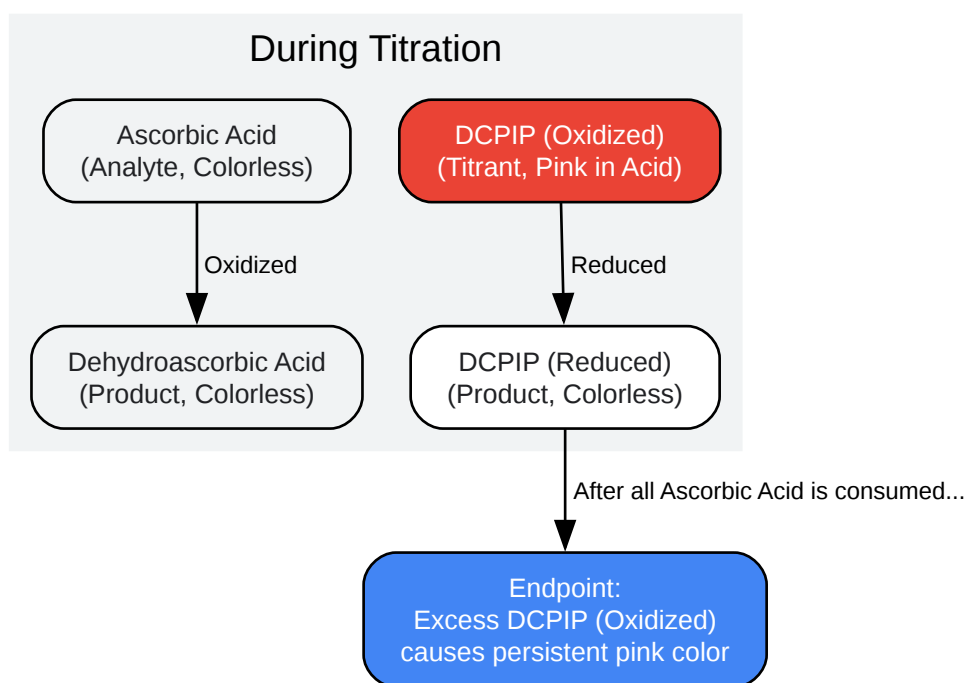 During Titration
Ascorbic Acid
(Analyte, Colorless)
DCPIP (Oxidized)
(Titrant, Pink in Acid)
Oxidized
Reduced
Dehydroascorbic Acid
(Product, Colorless)
DCPIP (Reduced)
(Product, Colorless)
After all Ascorbic Acid is consumed...
Endpoint:
Excess DCPIP (Oxidized)
causes persistent pink color